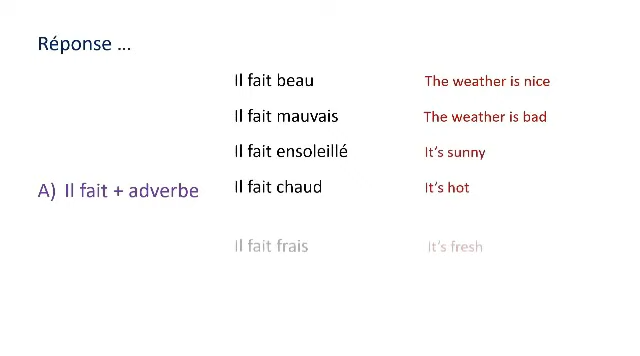 Réponse ...
Il fait beau The weather is nice
Il fait mauvais The weather is bad
Il fait ensoleillé It's sunny
A) Il fait + adverbe Il fait chaud It's hot
Il fait frais It's fresh